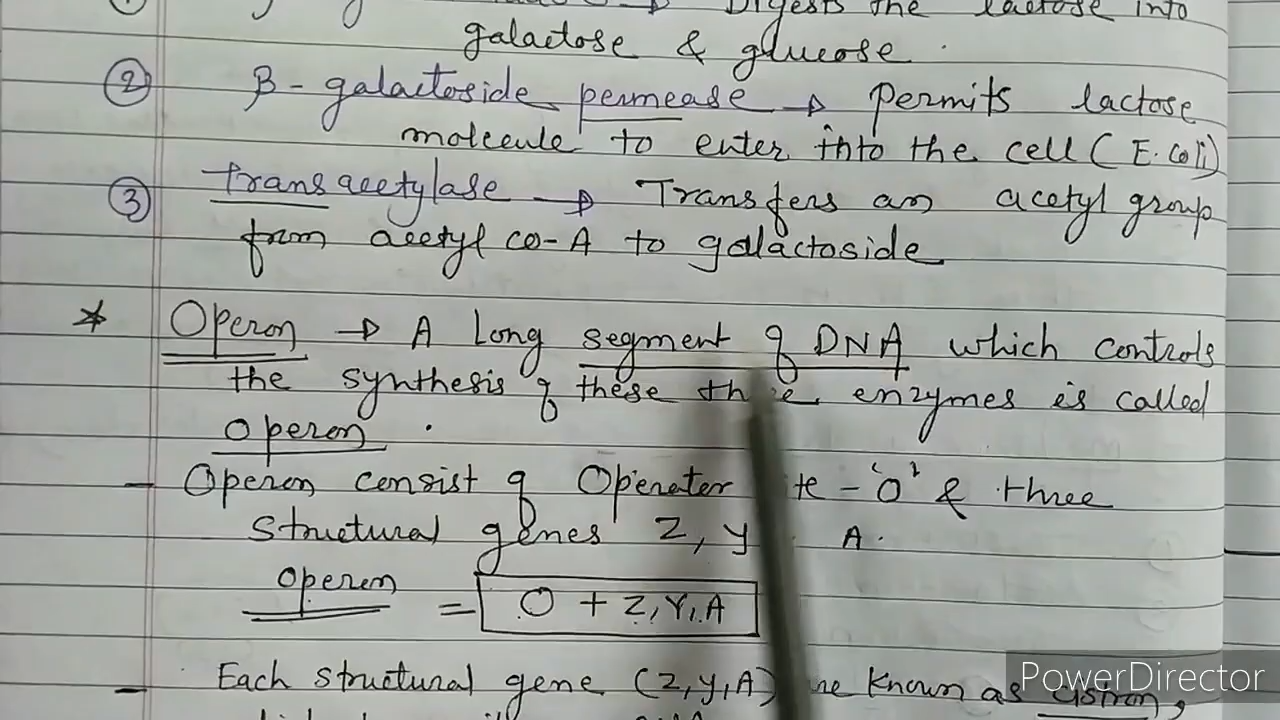 ① Digests the lactose into
galactose & glucose.
② β-galactoside permease → Permits lactose
molecule to enter into the cell (E.coli)
③ Transacetylase → Transfers an acetyl group
from acetyl co-A to galactoside
* Operon → A Long segment of DNA which controls
the synthesis of these three enzymes is called
Operon.
- Operon consist of Operater - 'O' & three
Structural genes Z, Y A.
Operon = O + Z, Y, A
- Each structural gene (Z, Y, A) known as cistron,
PowerDirector